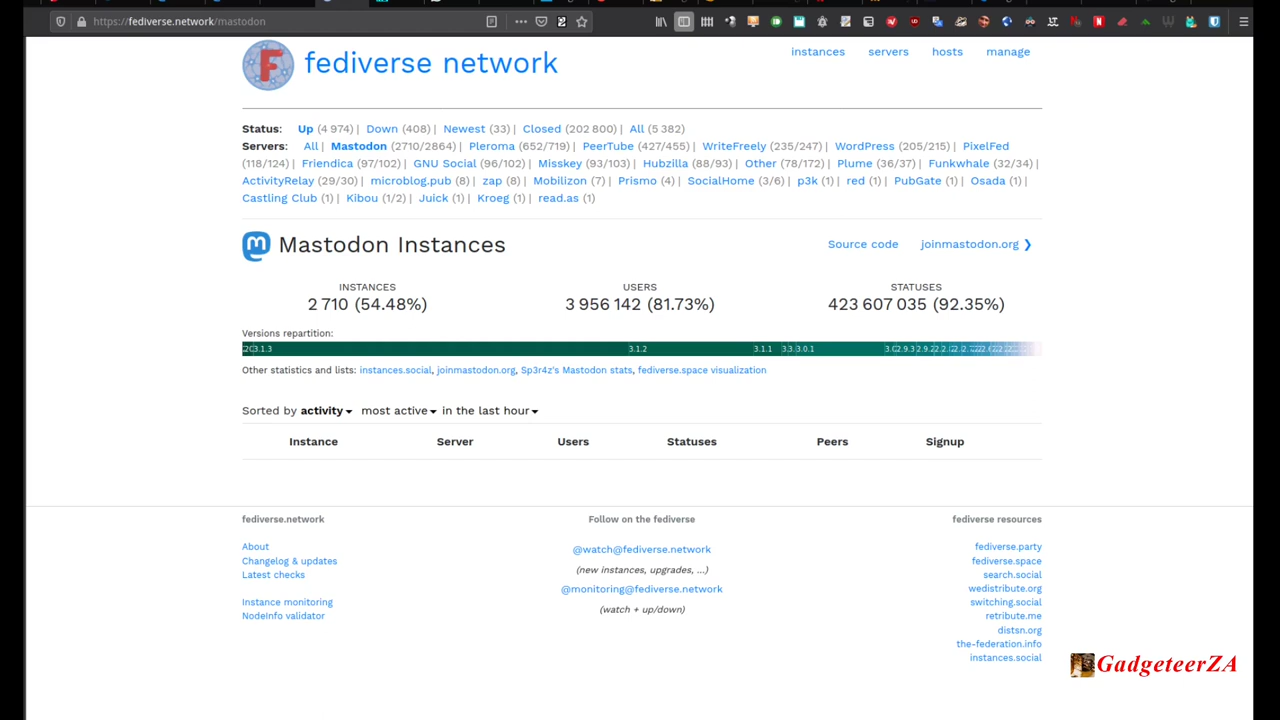 https://fediverse.network/mastodon
fediverse network
instances servers hosts manage
Status: Up (4 974) | Down (408) | Newest (33) | Closed (202 800) | All (5 382)
Servers: All | Mastodon (2710/2864) | Pleroma (652/719) | PeerTube (427/455) | WriteFreely (235/247) | WordPress (205/215) | PixelFed
(118/124) | Friendica (97/102) | GNU Social (96/102) | Misskey (93/103) | Hubzilla (88/93) | Other (78/172) | Plume (36/37) | Funkwhale (32/34) |
ActivityRelay (29/30) | microblog.pub (8) | zap (8) | Mobilizon (7) | Prismo (4) | SocialHome (3/6) | p3k (1) | red (1) | PubGate (1) | Osada (1) |
Castling Club (1) | Kibou (1/2) | Juick (1) | Kroeg (1) | read.as (1)
Mastodon Instances
Source code joinmastodon.org ❯
INSTANCES USERS STATUSES
2 710 (54.48%) 3 956 142 (81.73%) 423 607 035 (92.35%)
Versions repartition:
3.1.3 3.1.2 3.1.1 3.0.1
Other statistics and lists: instances.social, joinmastodon.org, Sp3r4z's Mastodon stats, fediverse.space visualization
Sorted by activity most active in the last hour
Instance Server Users Statuses Peers Signup
fediverse.network
About
Changelog & updates
Latest checks
Instance monitoring
NodeInfo validator
Follow on the fediverse
@watch@fediverse.network
(new instances, upgrades, ...)
@monitoring@fediverse.network
(watch + up/down)
fediverse resources
fediverse.party
fediverse.space
search.social
wedistribute.org
switching.social
retribute.me
distsn.org
the-federation.info
instances.social
GadgeteerZA